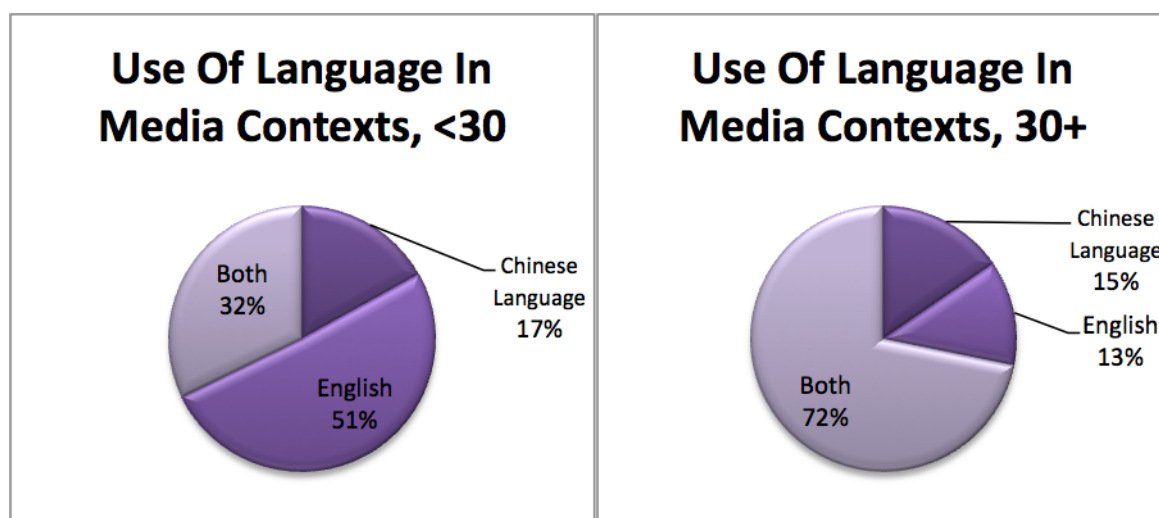 Use Of Language In
Media Contexts, <30
Both
32%
Chinese
Language
17%
English
51%
Use Of Language In
Media Contexts, 30+
Chinese
Language
15%
English
13%
Both
72%